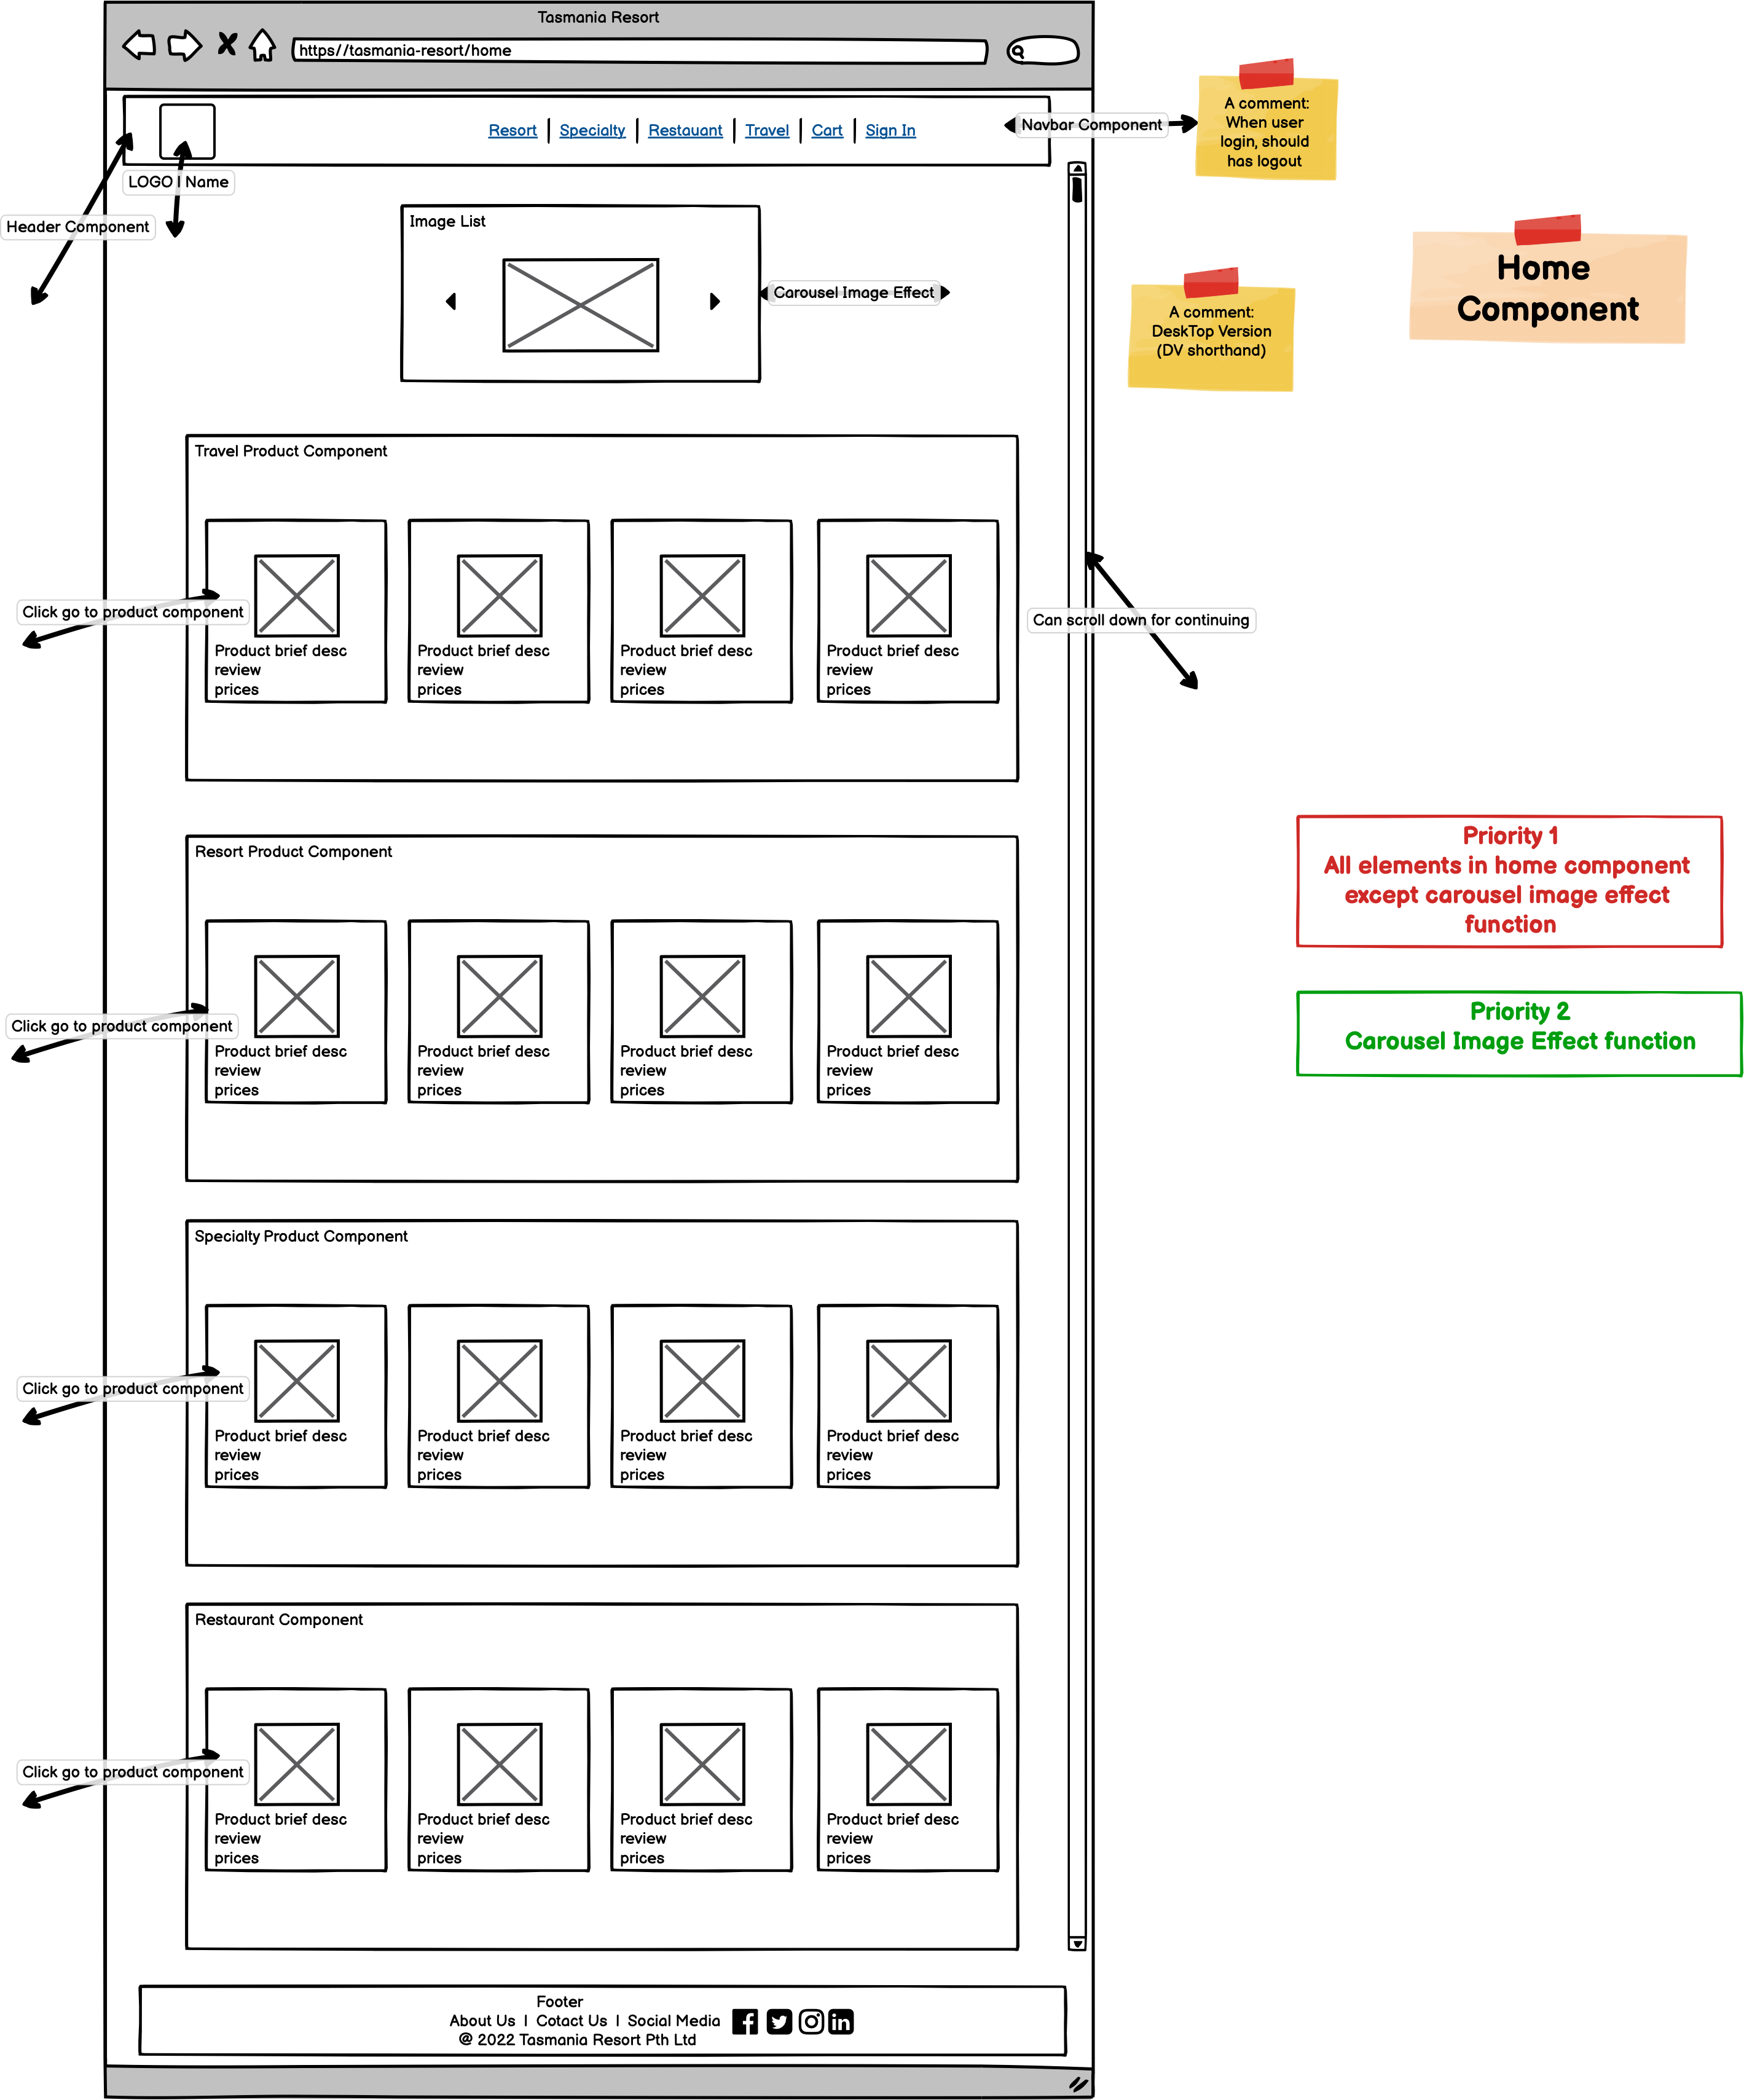 Tasmania Resort
https//tasmania-resort/home
Resort | Specialty | Restauant | Travel | Cart | Sign In
Navbar Component
A comment:
When user
login, should
has logout
LOGO | Name
Header Component
Image List
Carousel Image Effect
A comment:
DeskTop Version
(DV shorthand)
Home
Component
Travel Product Component
Click go to product component
Product brief desc
review
prices
Product brief desc
review
prices
Product brief desc
review
prices
Product brief desc
review
prices
Can scroll down for continuing
Resort Product Component
Click go to product component
Product brief desc
review
prices
Product brief desc
review
prices
Product brief desc
review
prices
Product brief desc
review
prices
Priority 1
All elements in home component
except carousel image effect
function
Priority 2
Carousel Image Effect function
Specialty Product Component
Click go to product component
Product brief desc
review
prices
Product brief desc
review
prices
Product brief desc
review
prices
Product brief desc
review
prices
Restaurant Component
Click go to product component
Product brief desc
review
prices
Product brief desc
review
prices
Product brief desc
review
prices
Product brief desc
review
prices
Footer
About Us | Cotact Us | Social Media
@ 2022 Tasmania Resort Pth Ltd